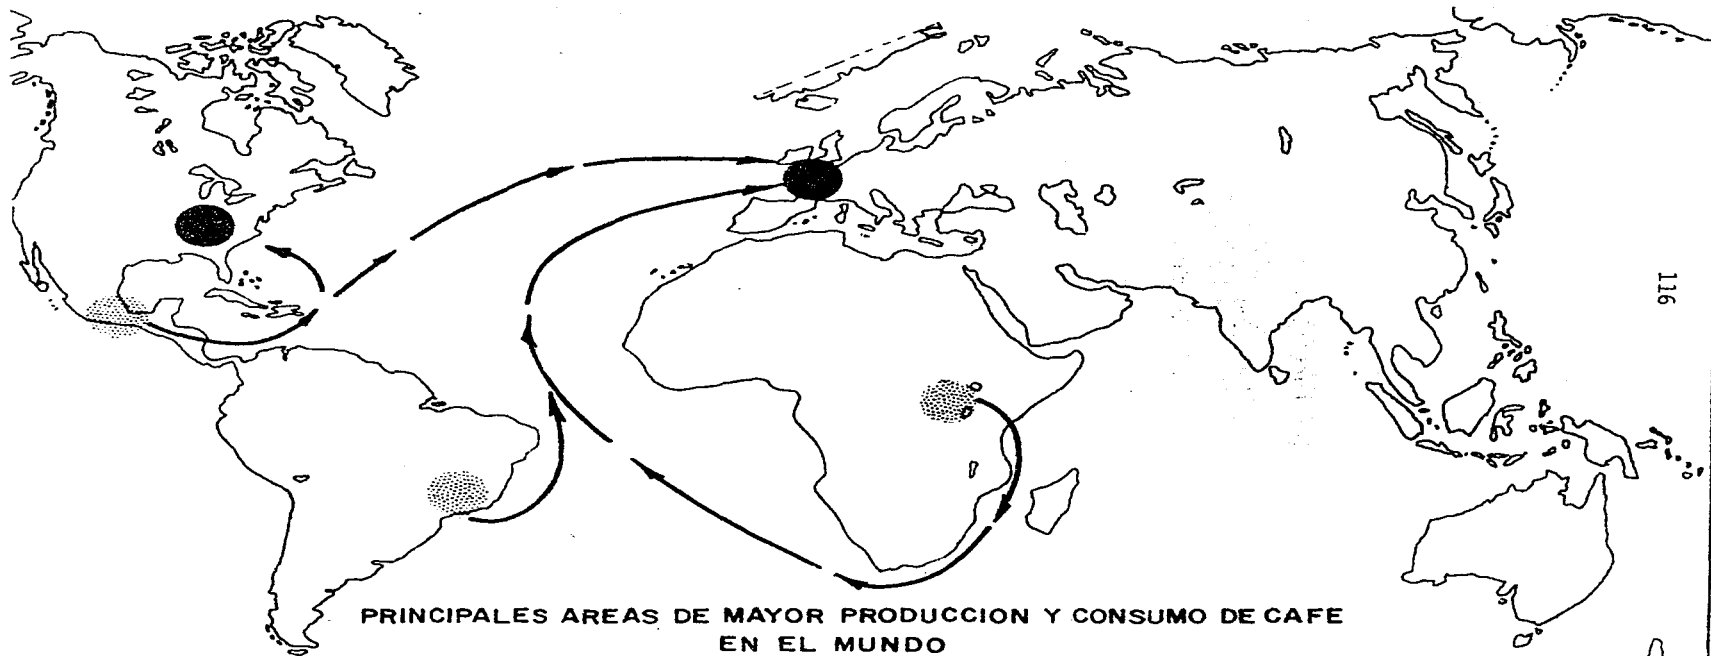 116
PRINCIPALES AREAS DE MAYOR PRODUCCION Y CONSUMO DE CAFE
EN EL MUNDO